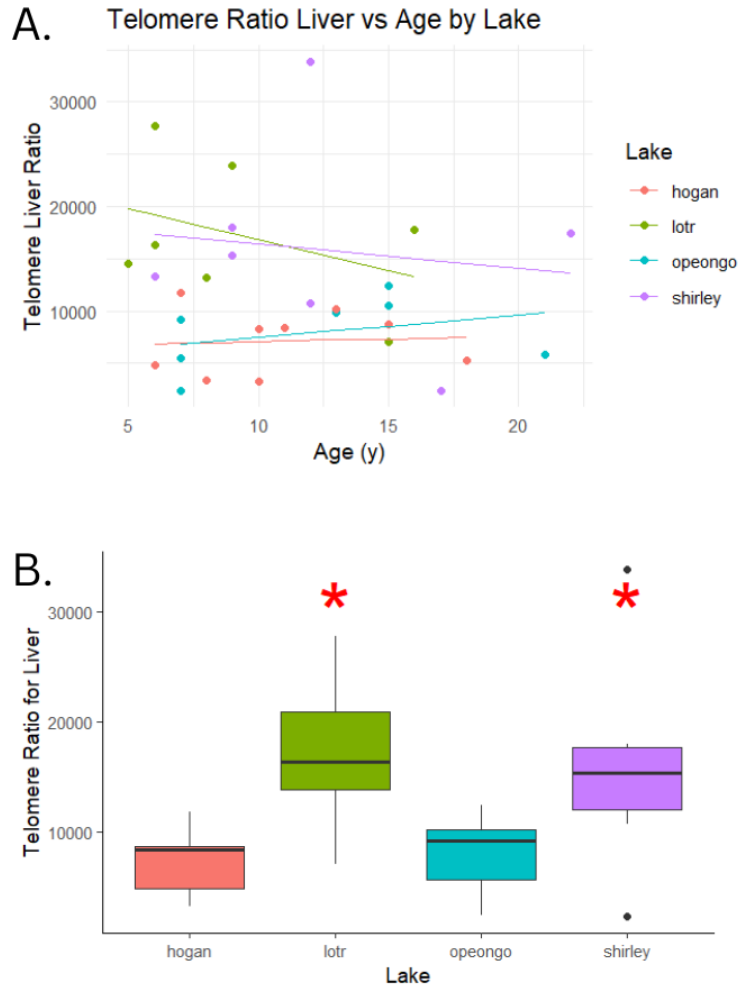 A.
Telomere Ratio Liver vs Age by Lake
Telomere Liver Ratio
30000
20000
10000
5
10
15
20
Age (y)
Lake
hogan
lotr
opeongo
shirley
B.
*
*
Telomere Ratio for Liver
30000
20000
10000
hogan
lotr
opeongo
shirley
Lake